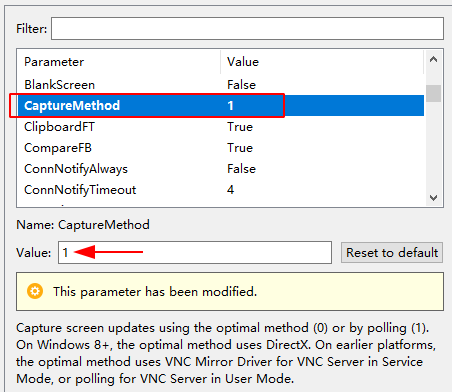 Filter:
Parameter Value
BlankScreen False
CaptureMethod 1
ClipboardFT True
CompareFB True
ConnNotifyAlways False
ConnNotifyTimeout 4
Name: CaptureMethod
Value: 1 Reset to default
This parameter has been modified.
Capture screen updates using the optimal method (0) or by polling (1).
On Windows 8+, the optimal method uses DirectX. On earlier platforms,
the optimal method uses VNC Mirror Driver for VNC Server in Service
Mode, or polling for VNC Server in User Mode.